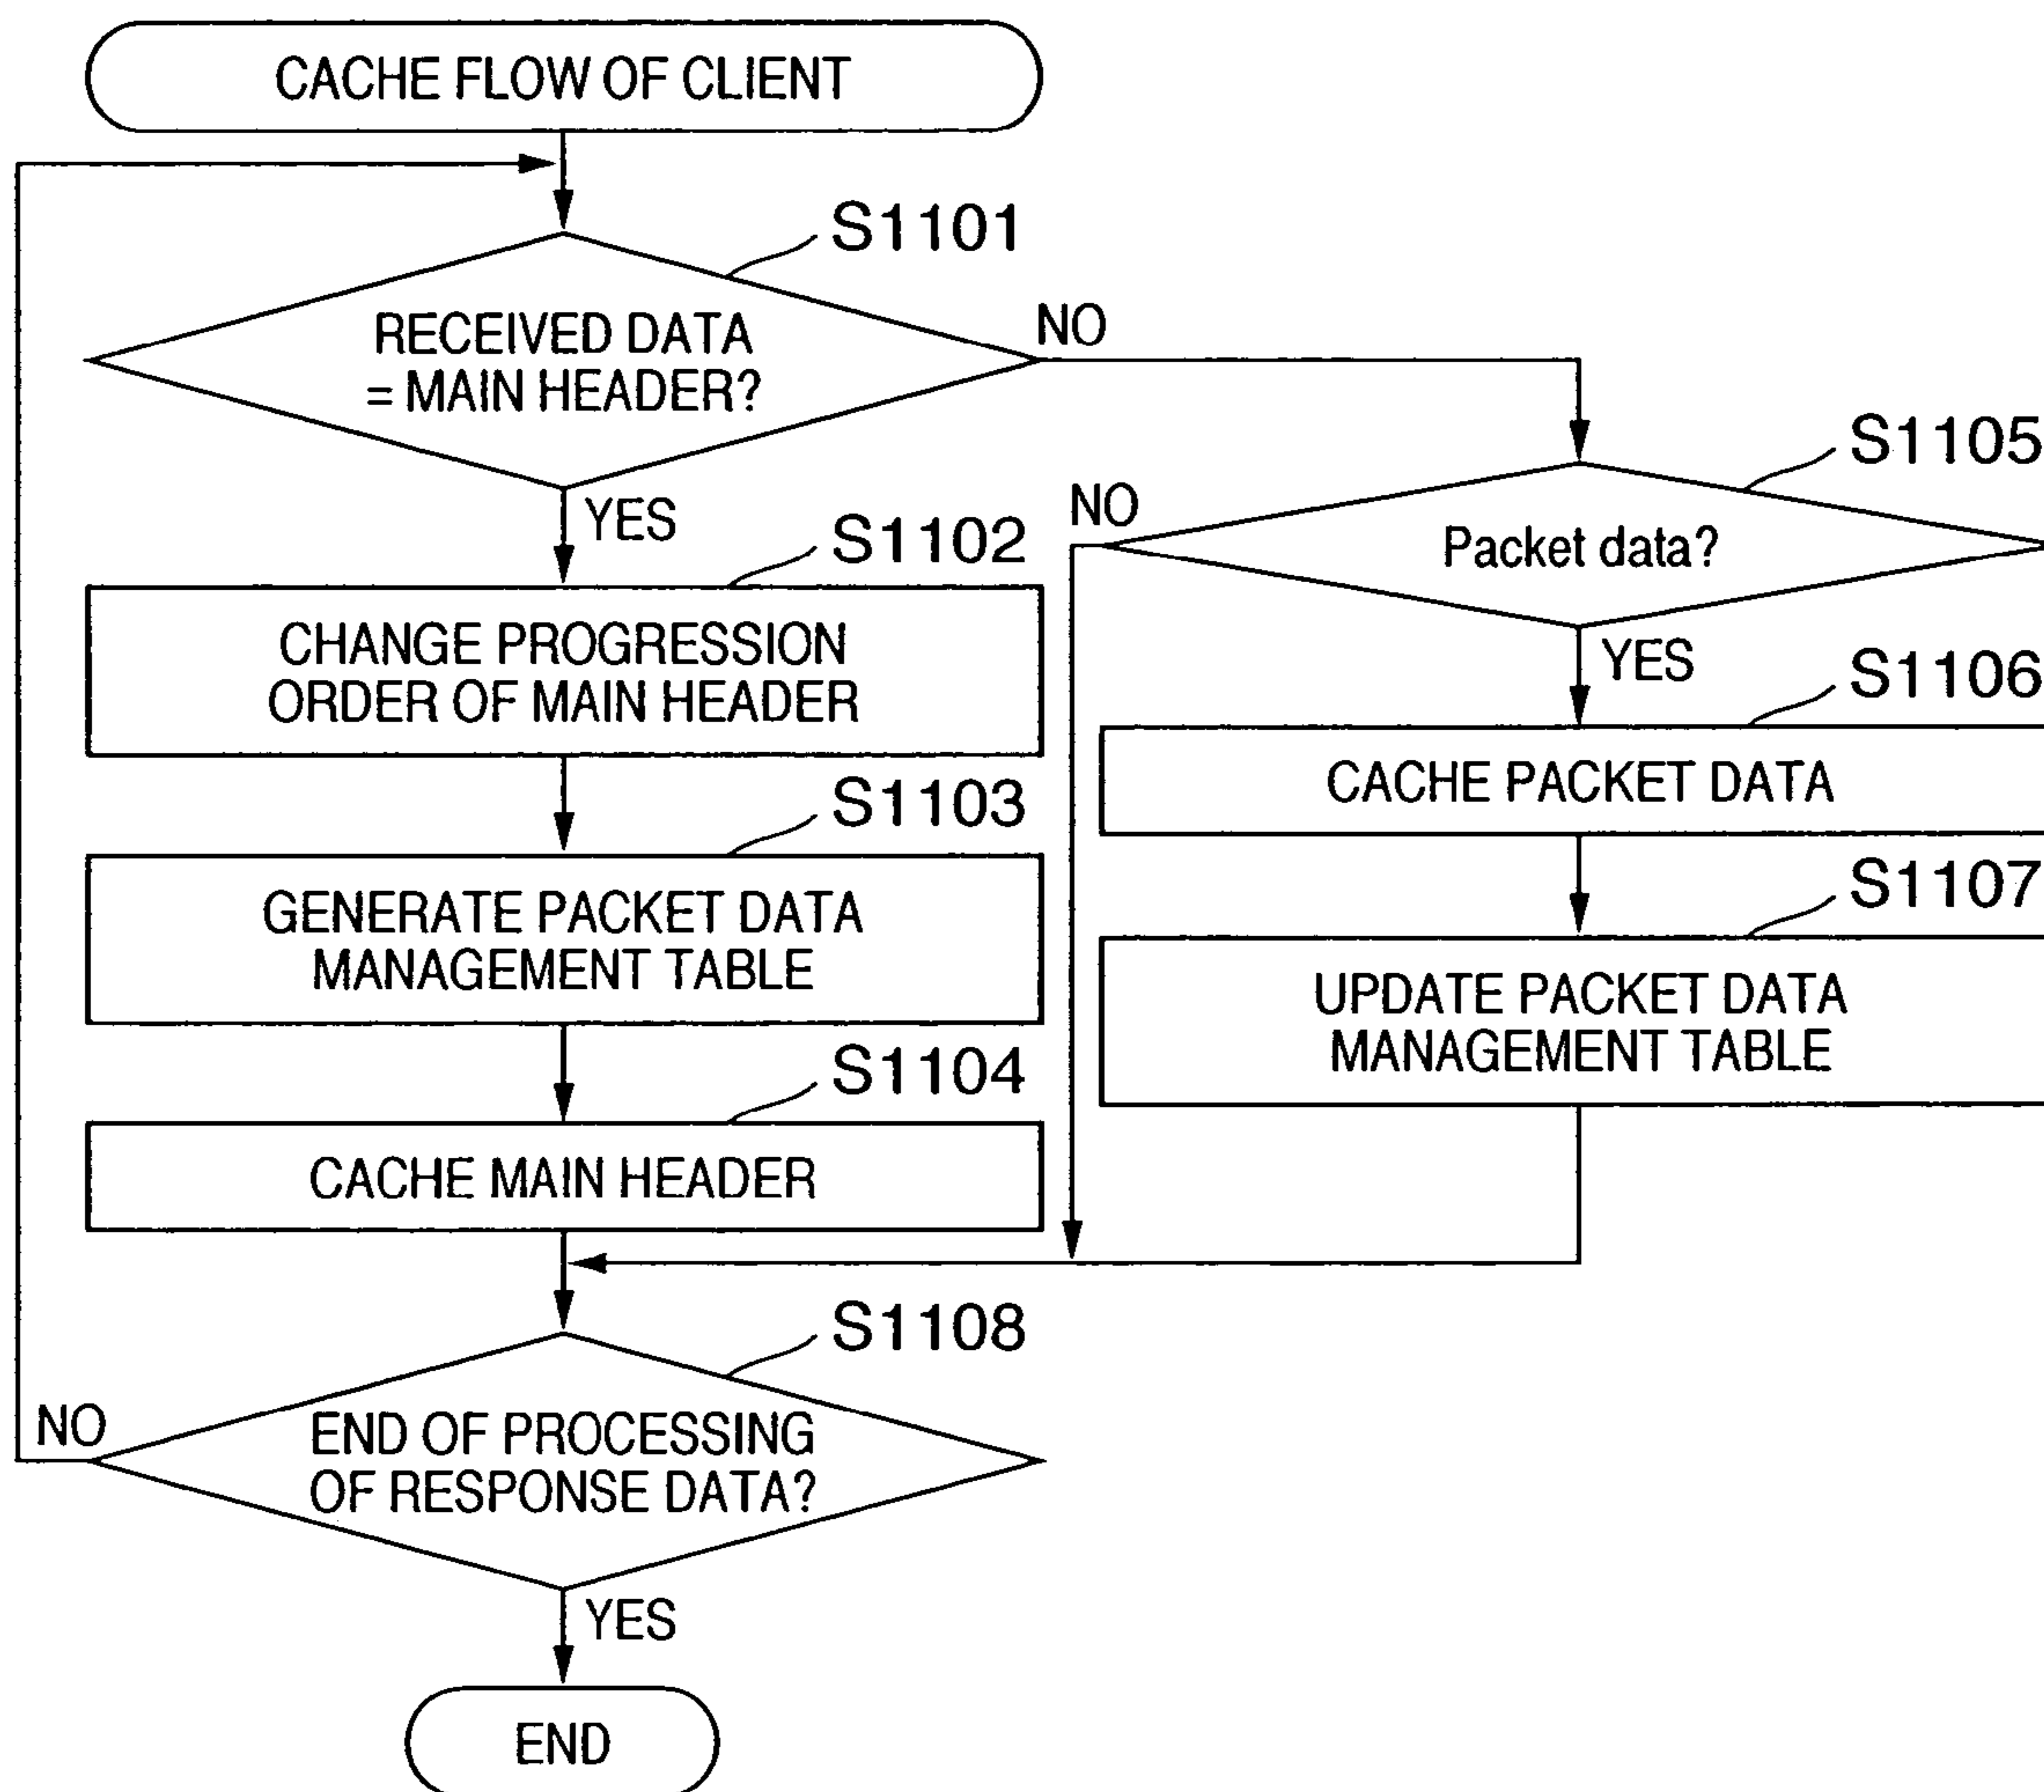 CACHE FLOW OF CLIENT
S1101
RECEIVED DATA
= MAIN HEADER?
NO
YES
S1102
CHANGE PROGRESSION
ORDER OF MAIN HEADER
S1103
GENERATE PACKET DATA
MANAGEMENT TABLE
S1104
CACHE MAIN HEADER
S1105
Packet data?
NO
YES
S1106
CACHE PACKET DATA
S1107
UPDATE PACKET DATA
MANAGEMENT TABLE
S1108
END OF PROCESSING
OF RESPONSE DATA?
NO
YES
END